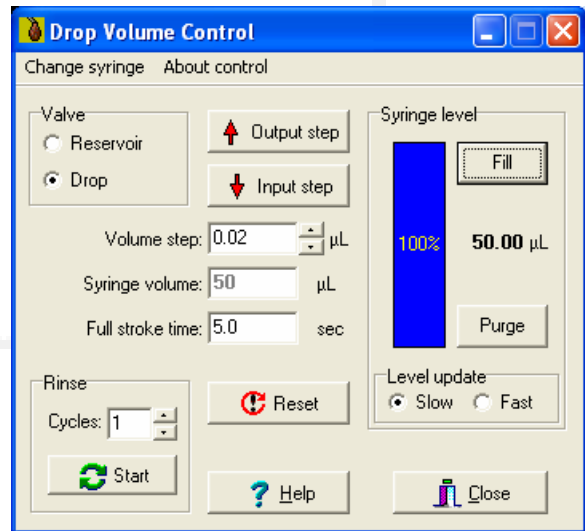 Drop Volume Control
Change syringe About control
Valve
Reservoir
Drop
Output step
Input step
Syringe level
Fill
100%
50.00 µL
Purge
Volume step: 0.02 µL
Syringe volume: 50 µL
Full stroke time: 5.0 sec
Level update
Slow Fast
Rinse
Cycles: 1
Start
Reset
Help
Close